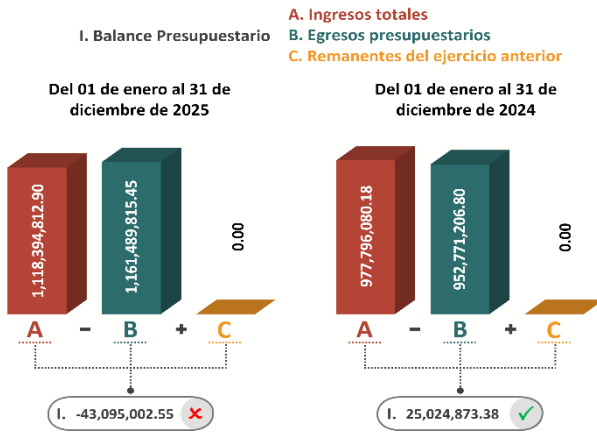 A. Ingresos totales
I. Balance Presupuestario
B. Egresos presupuestarios
C. Remanentes del ejercicio anterior
Del 01 de enero al 31 de
diciembre de 2025
1,118,394,812.90
1,161,489,815.45
0.00
A – B + C
I. -43,095,002.55
Del 01 de enero al 31 de
diciembre de 2024
977,796,080.18
952,771,206.80
0.00
A – B + C
I. 25,024,873.38